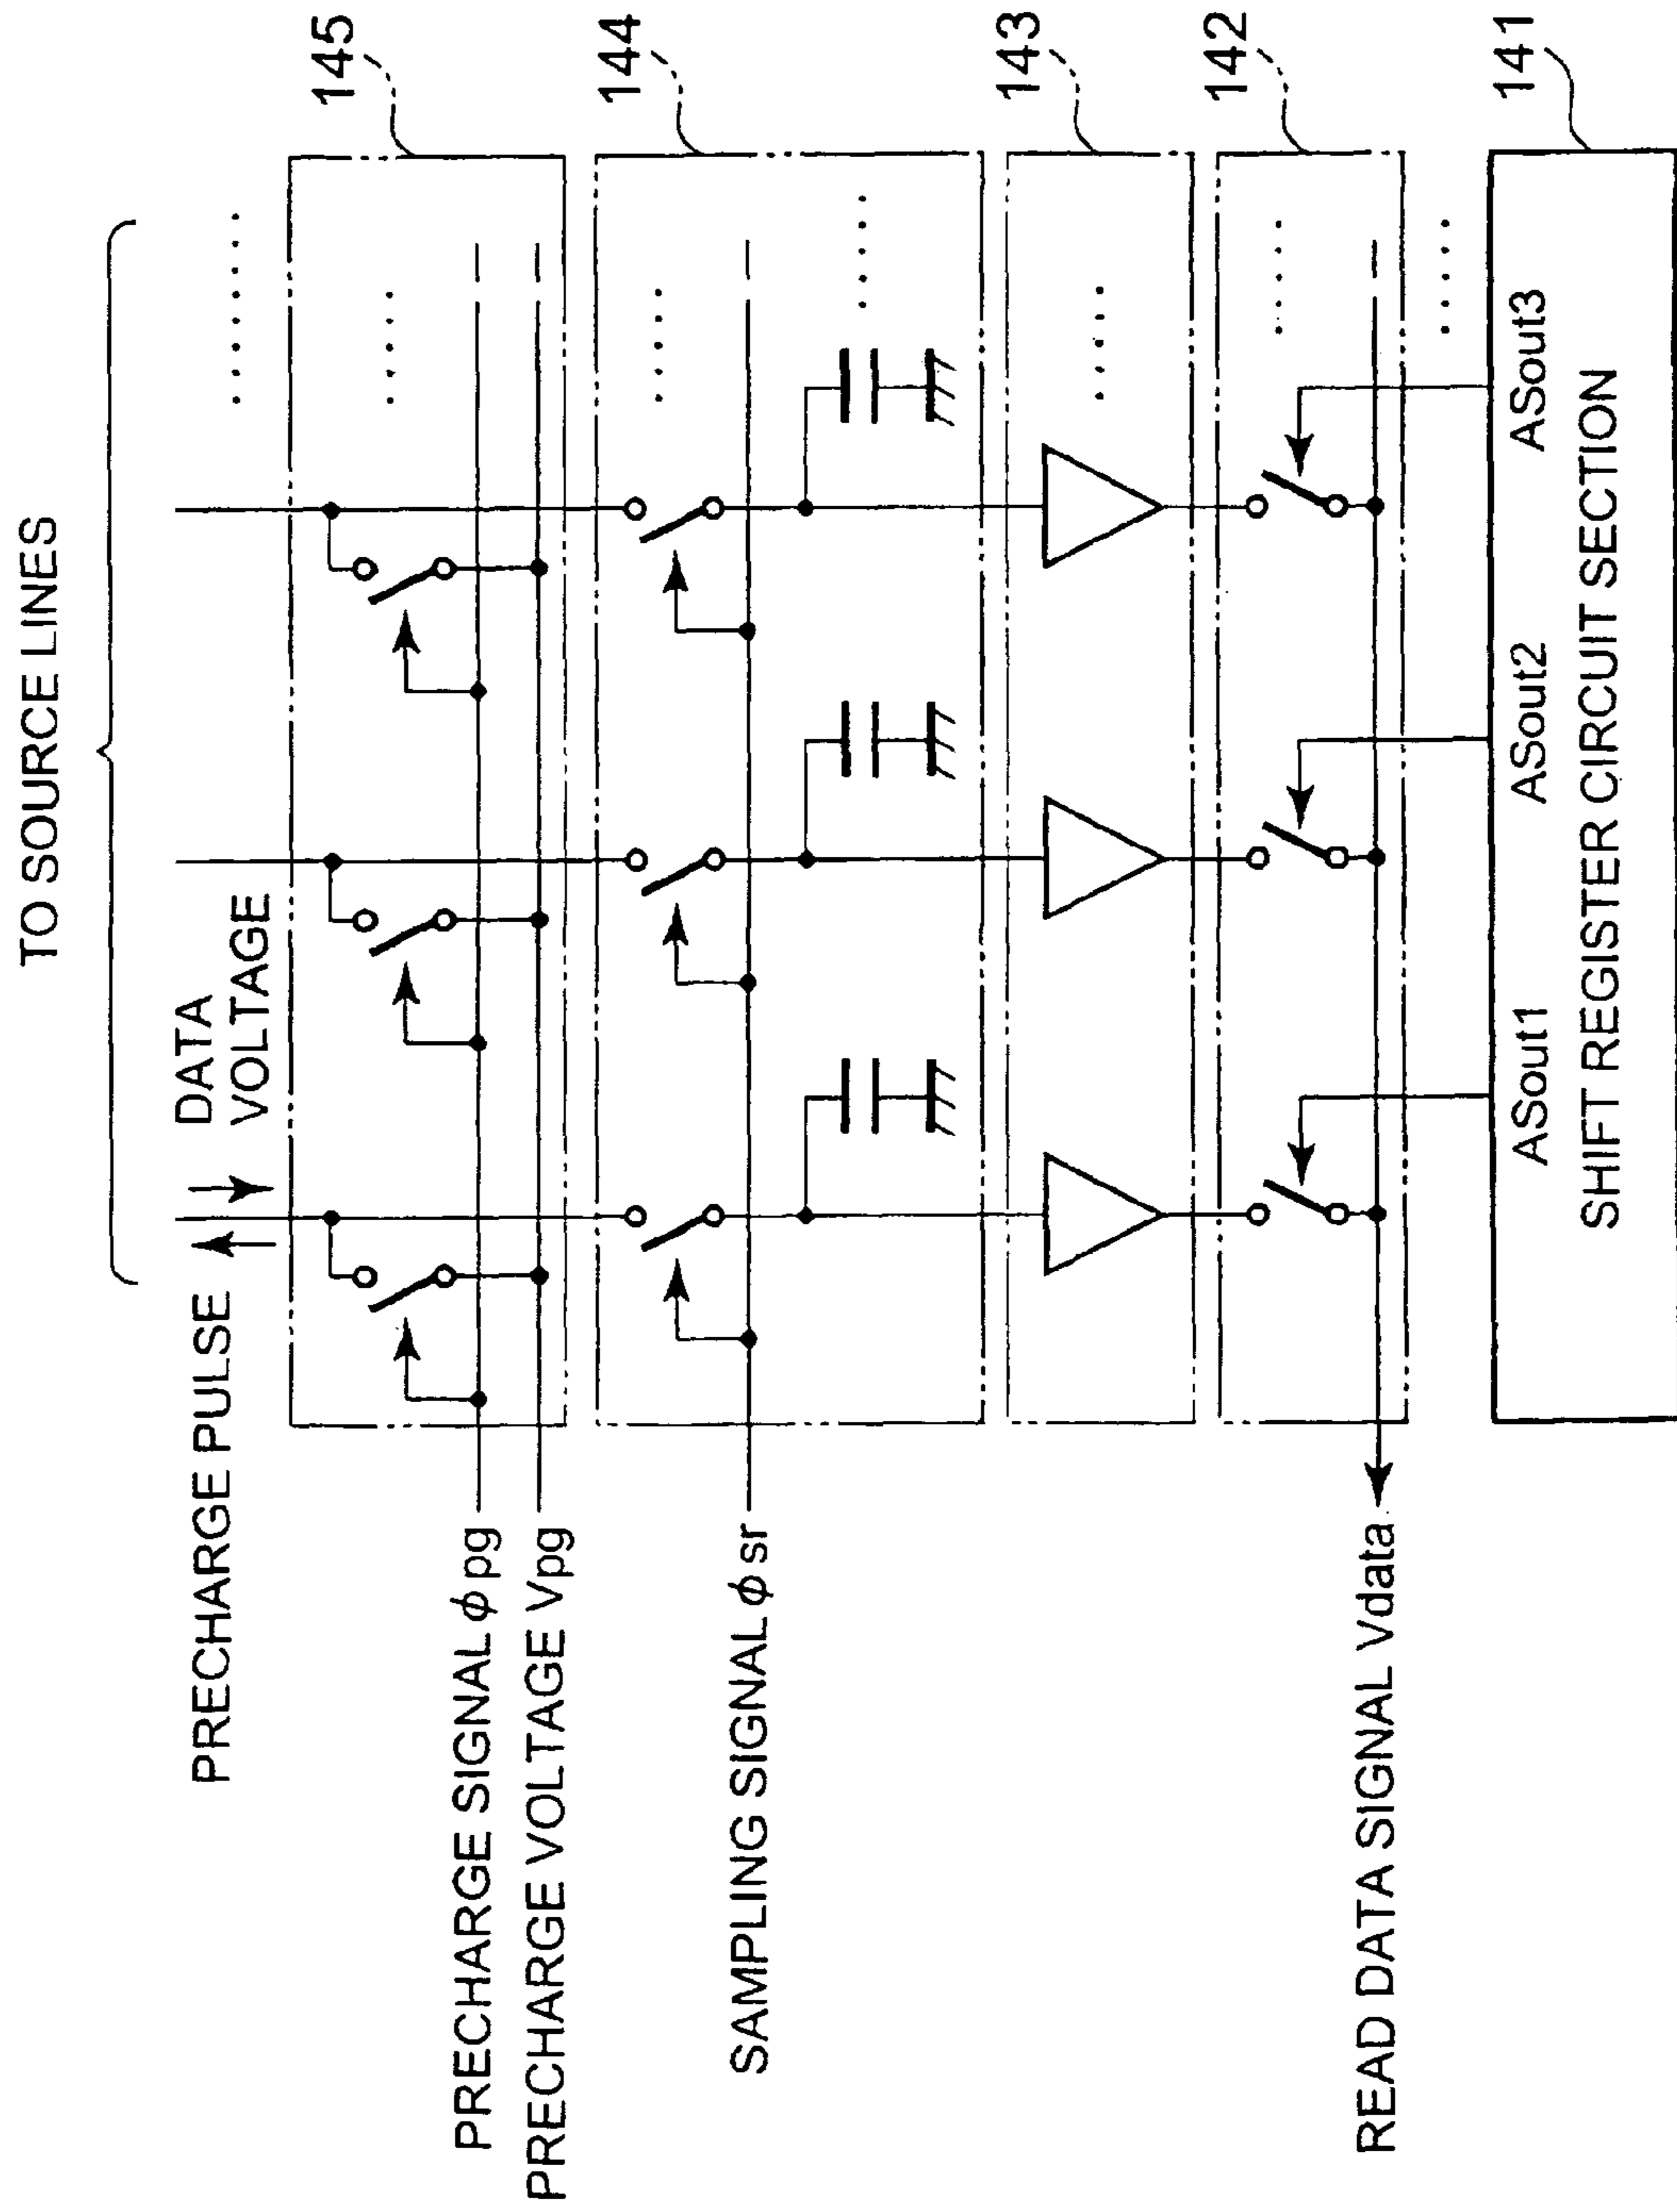 TO SOURCE LINES
PRECHARGE PULSE
DATA
VOLTAGE
145
PRECHARGE SIGNAL ϕpg
PRECHARGE VOLTAGE Vpg
144
SAMPLING SIGNAL ϕsr
143
142
READ DATA SIGNAL Vdata
141
ASout1
ASout2
ASout3
SHIFT REGISTER CIRCUIT SECTION